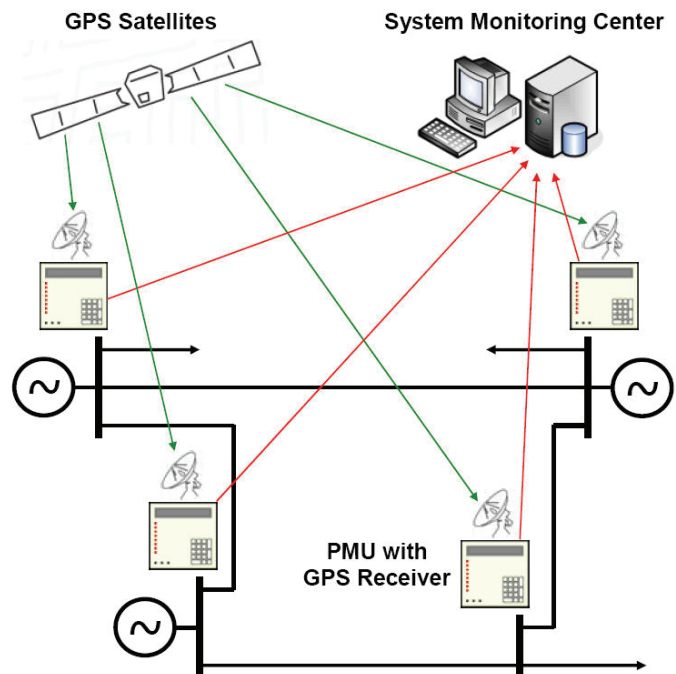 GPS Satellites
System Monitoring Center
PMU with
GPS Receiver